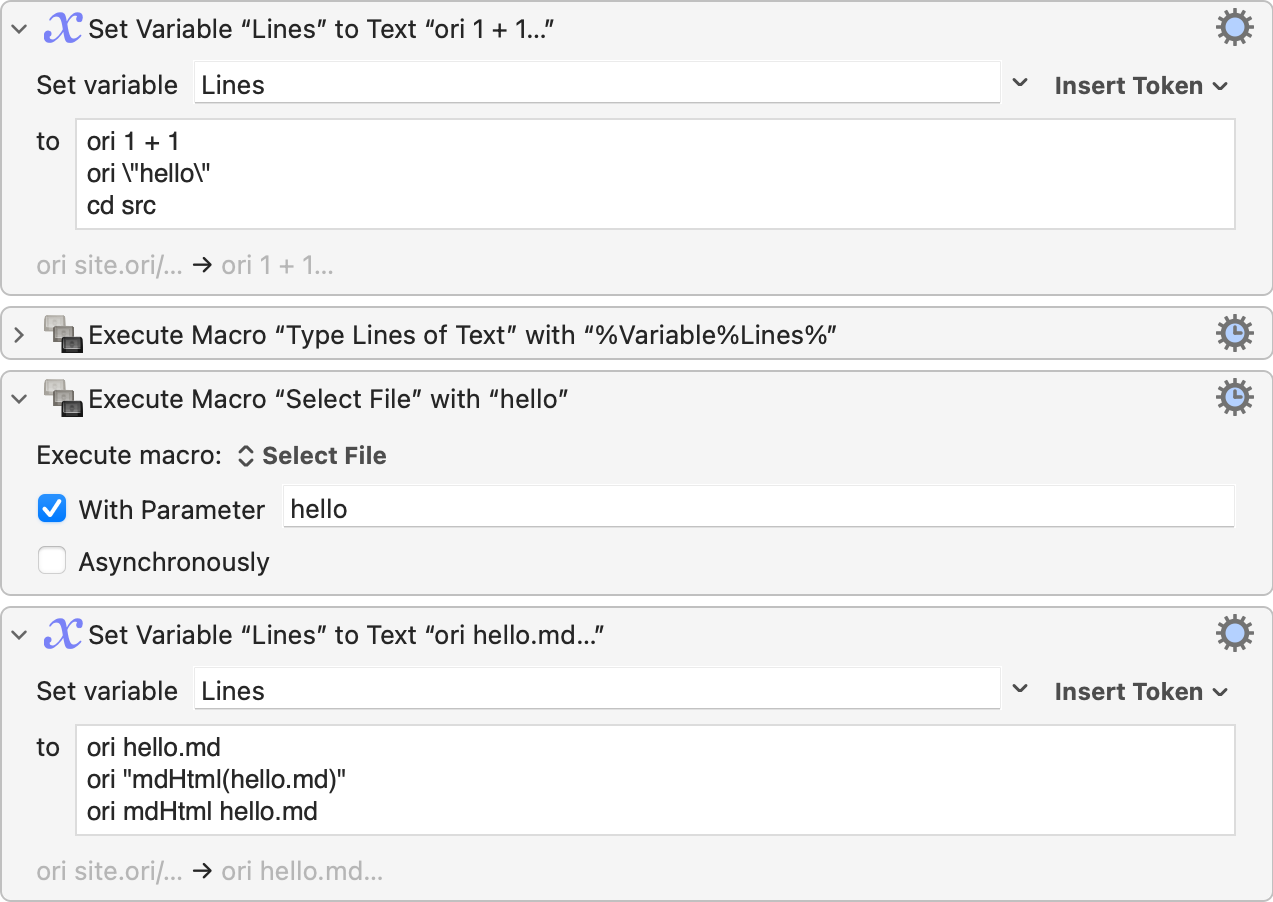 Set Variable “Lines” to Text “ori 1 + 1...”
Set variable Lines Insert Token
to ori 1 + 1
ori \"hello\"
cd src
ori site.ori/... → ori 1 + 1...
Execute Macro “Type Lines of Text” with “%Variable%Lines%”
Execute Macro “Select File” with “hello”
Execute macro: Select File
With Parameter hello
Asynchronously
Set Variable “Lines” to Text “ori hello.md...”
Set variable Lines Insert Token
to ori hello.md
ori "mdHtml(hello.md)"
ori mdHtml hello.md
ori site.ori/... → ori hello.md...